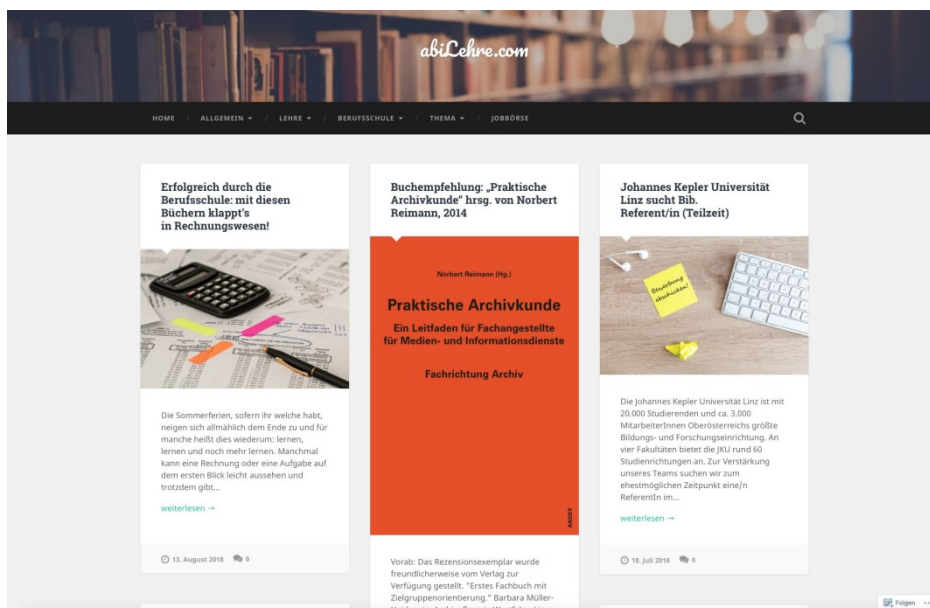 abiLehre.com
HOME / ALLGEMEIN / LEHRE / BERUFSSCHULE / THEMA / JOBBÖRSE
Erfolgreich durch die
Berufsschule: mit diesen
Büchern klappt’s
in Rechnungswesen!
Die Sommerferien, sofern ihr welche habt,
neigen sich allmählich dem Ende zu und für
manche heißt dies wiederum: lernen,
lernen und noch mehr lernen. Manchmal
kann eine Rechnung oder eine Aufgabe auf
dem ersten Blick leicht aussehen und
trotzdem gibt...
weiterlesen →
13. August 2018 0
Buchempfehlung: „Praktische
Archivkunde“ hrsg. von Norbert
Reimann, 2014
Norbert Reimann (Hg.)
Praktische Archivkunde
Ein Leitfaden für Fachangestellte
für Medien- und Informationsdienste
Fachrichtung Archiv
ARDEY
Vorab: Das Rezensionsexemplar wurde
freundlicherweise vom Verlag zur
Verfügung gestellt. "Erstes Fachbuch mit
Zielgruppenorientierung." Barbara Müller-
Johannes Kepler Universität
Linz sucht Bib.
Referent/in (Teilzeit)
Bewerbung
abschicken!
Die Johannes Kepler Universität Linz ist mit
20.000 Studierenden und ca. 3.000
MitarbeiterInnen Oberösterreichs größte
Bildungs- und Forschungseinrichtung. An
vier Fakultäten bietet die JKU rund 60
Studienrichtungen an. Zur Verstärkung
unseres Teams suchen wir zum
ehestmöglichen Zeitpunkt eine/n
ReferentIn im...
weiterlesen →
18. Juli 2018 0
Folgen